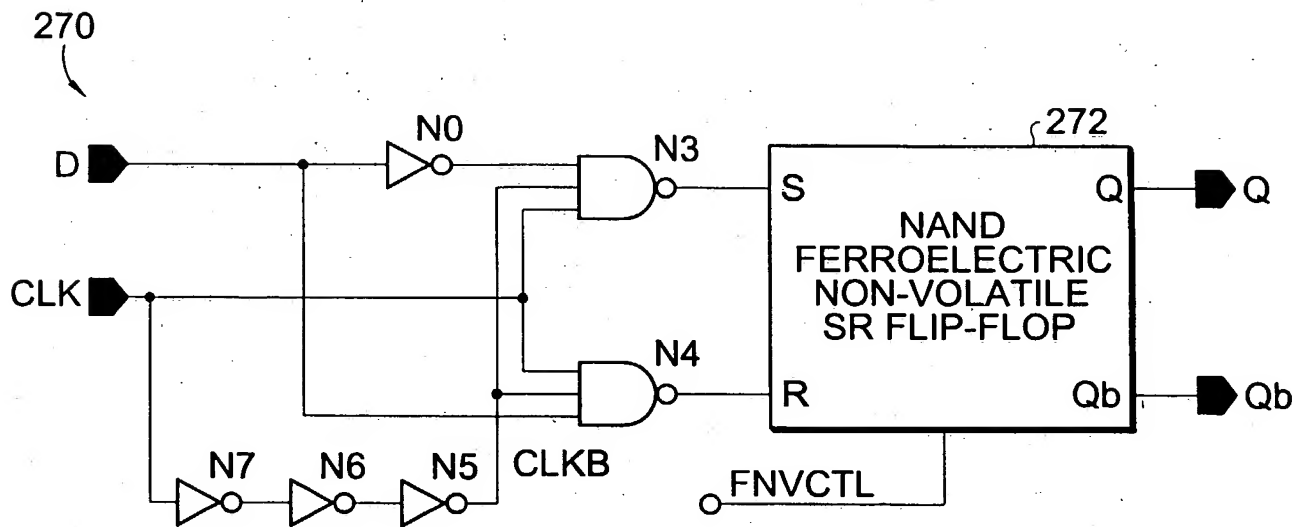 270
272
N0
N3
D
S
Q
Q
NAND
FERROELECTRIC
NON-VOLATILE
SR FLIP-FLOP
CLK
N4
R
Qb
Qb
N7
N6
N5
CLKB
FNVCTL